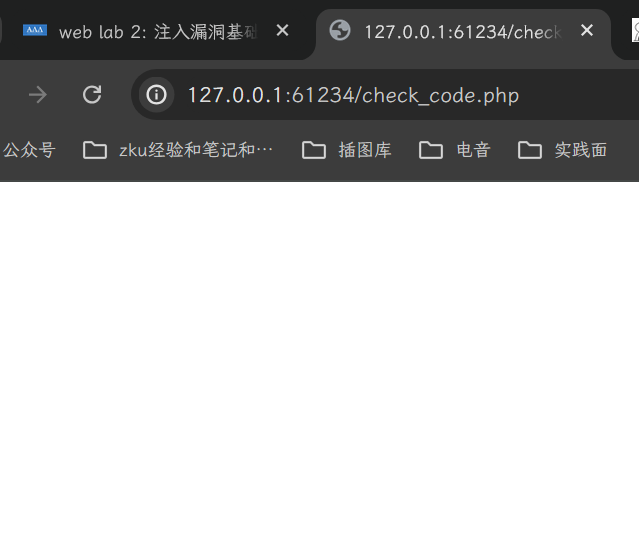 web lab 2: 注入漏洞基础
127.0.0.1:61234/check_
127.0.0.1:61234/check_code.php
公众号
zku经验和笔记和…
插图库
电音
实践面